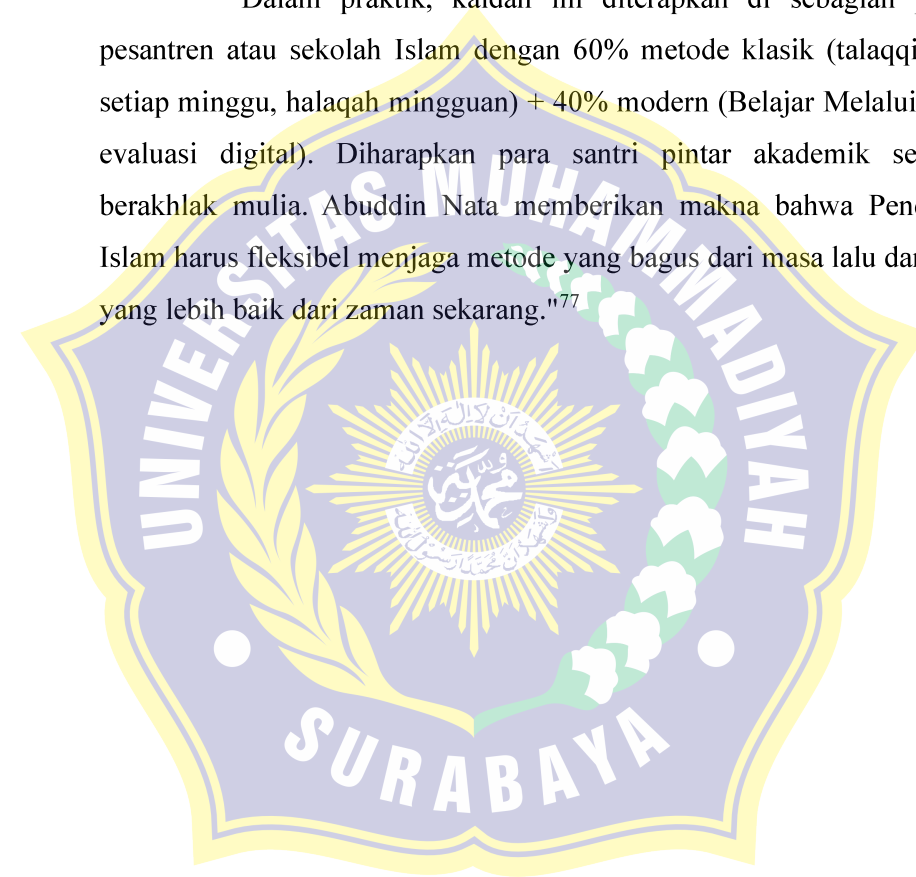 Dalam praktik, kaidah ini diterapkan di sebagian
pesantren atau sekolah Islam dengan 60% metode klasik (talaqqi
setiap minggu, halaqah mingguan) + 40% modern (Belajar Melalui
evaluasi digital). Diharapkan para santri pintar akademik se
berakhlak mulia. Abuddin Nata memberikan makna bahwa Pen
Islam harus fleksibel menjaga metode yang bagus dari masa lalu dan
yang lebih baik dari zaman sekarang."77
UNIVERSITAS MUHAMMADIYAH
SURABAYA
محمد